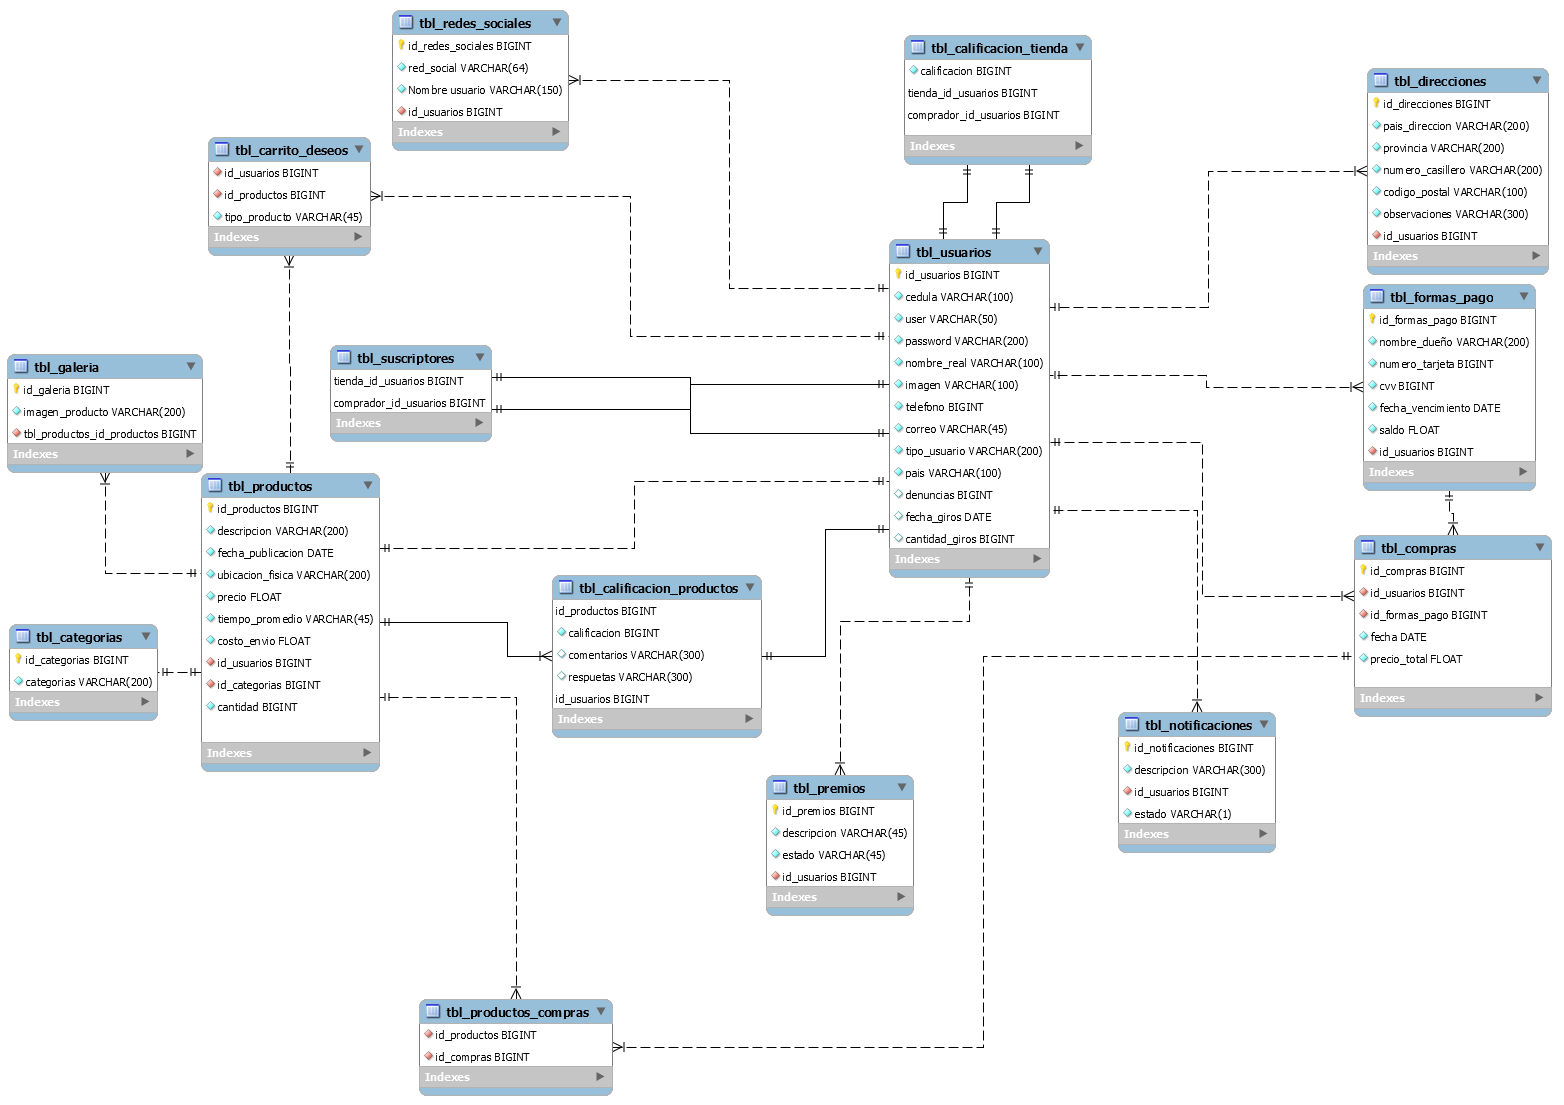 tbl_redes_sociales
id_redes_sociales BIGINT
red_social VARCHAR(64)
Nombre usuario VARCHAR(150)
id_usuarios BIGINT
Indexes
tbl_calificacion_tienda
calificacion BIGINT
tienda_id_usuarios BIGINT
comprador_id_usuarios BIGINT
Indexes
tbl_direcciones
id_direcciones BIGINT
pais_direccion VARCHAR(200)
provincia VARCHAR(200)
numero_casillero VARCHAR(200)
codigo_postal VARCHAR(100)
observaciones VARCHAR(300)
id_usuarios BIGINT
Indexes
tbl_carrito_deseos
id_usuarios BIGINT
id_productos BIGINT
tipo_producto VARCHAR(45)
Indexes
tbl_usuarios
id_usuarios BIGINT
cedula VARCHAR(100)
user VARCHAR(50)
password VARCHAR(200)
nombre_real VARCHAR(100)
imagen VARCHAR(100)
telefono BIGINT
correo VARCHAR(45)
tipo_usuario VARCHAR(200)
pais VARCHAR(100)
denuncias BIGINT
fecha_giros DATE
cantidad_giros BIGINT
Indexes
tbl_formas_pago
id_formas_pago BIGINT
nombre_dueño VARCHAR(200)
numero_tarjeta BIGINT
cvv BIGINT
fecha_vencimiento DATE
saldo FLOAT
id_usuarios BIGINT
Indexes
tbl_suscriptores
tienda_id_usuarios BIGINT
comprador_id_usuarios BIGINT
Indexes
tbl_galeria
id_galeria BIGINT
imagen_producto VARCHAR(200)
tbl_productos_id_productos BIGINT
Indexes
tbl_productos
id_productos BIGINT
descripcion VARCHAR(200)
fecha_publicacion DATE
ubicacion_fisica VARCHAR(200)
precio FLOAT
tiempo_promedio VARCHAR(45)
costo_envio FLOAT
id_usuarios BIGINT
id_categorias BIGINT
cantidad BIGINT
Indexes
tbl_compras
id_compras BIGINT
id_usuarios BIGINT
id_formas_pago BIGINT
fecha DATE
precio_total FLOAT
Indexes
tbl_calificacion_productos
id_productos BIGINT
calificacion BIGINT
comentarios VARCHAR(300)
respuetas VARCHAR(300)
id_usuarios BIGINT
Indexes
tbl_categorias
id_categorias BIGINT
categorias VARCHAR(200)
Indexes
tbl_notificaciones
id_notificaciones BIGINT
descripcion VARCHAR(300)
id_usuarios BIGINT
estado VARCHAR(1)
Indexes
tbl_premios
id_premios BIGINT
descripcion VARCHAR(45)
estado VARCHAR(45)
id_usuarios BIGINT
Indexes
tbl_productos_compras
id_productos BIGINT
id_compras BIGINT
Indexes